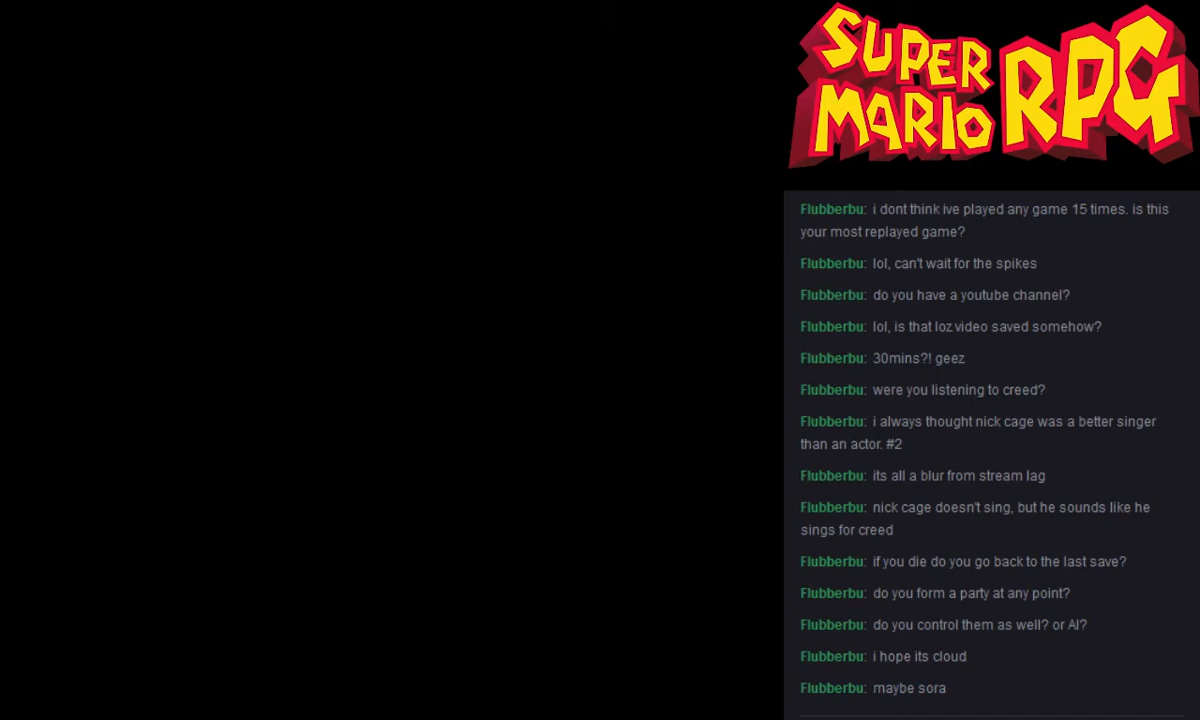 SUPER
MARIO RPG
Flubberbu: i dont think ive played any game 15 times. is this
your most replayed game?
Flubberbu: lol, can't wait for the spikes
Flubberbu: do you have a youtube channel?
Flubberbu: lol, is that loz video saved somehow?
Flubberbu: 30mins?! geez
Flubberbu: were you listening to creed?
Flubberbu: i always thought nick cage was a better singer
than an actor. #2
Flubberbu: its all a blur from stream lag
Flubberbu: nick cage doesn't sing, but he sounds like he
sings for creed
Flubberbu: if you die do you go back to the last save?
Flubberbu: do you form a party at any point?
Flubberbu: do you control them as well? or AI?
Flubberbu: i hope its cloud
Flubberbu: maybe sora